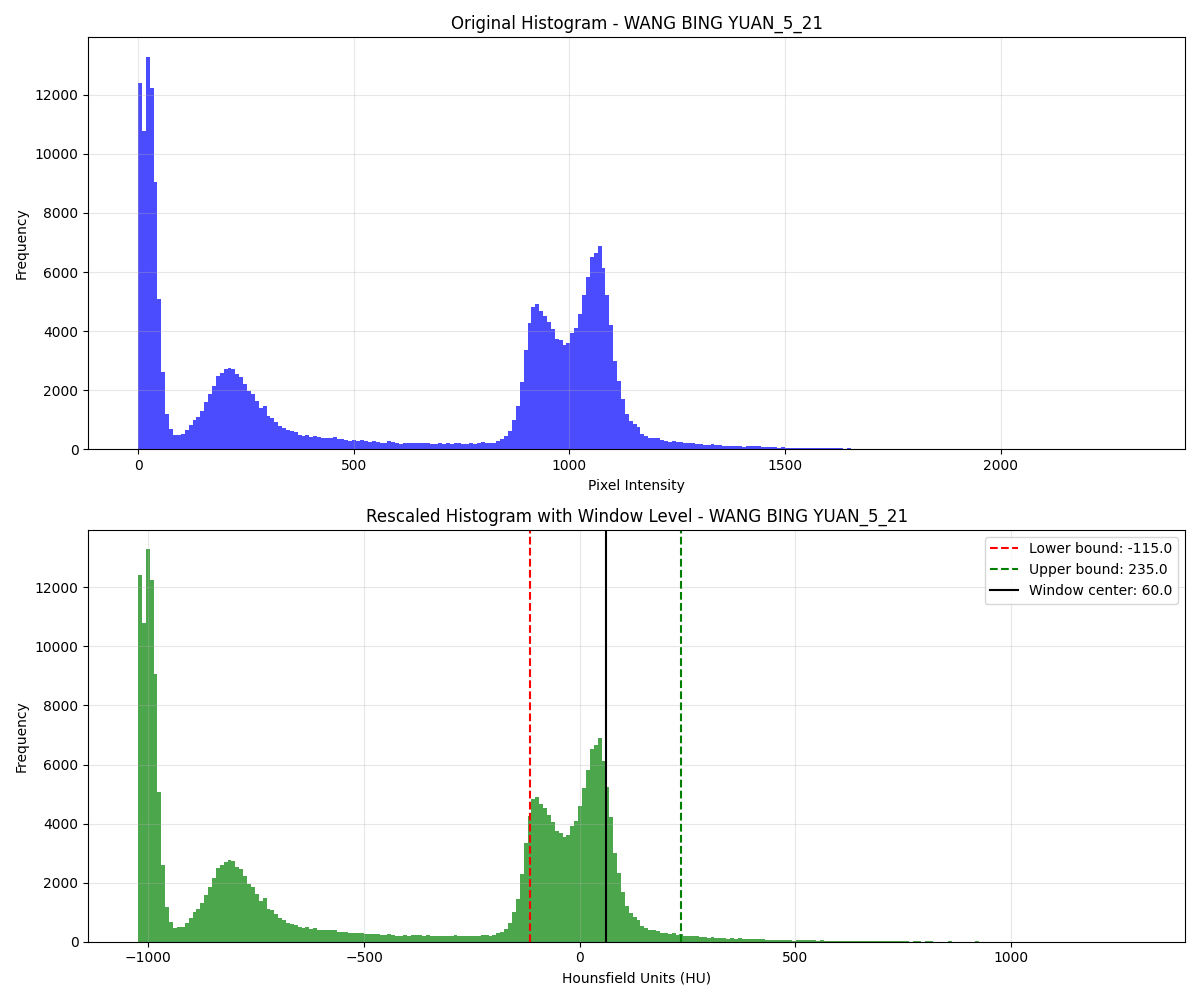 Original Histogram - WANG BING YUAN_5_21
12000
10000
8000
6000
4000
2000
0
Frequency
0 500 1000 1500 2000
Pixel Intensity
Rescaled Histogram with Window Level - WANG BING YUAN_5_21
Lower bound: -115.0
Upper bound: 235.0
Window center: 60.0
12000
10000
8000
6000
4000
2000
0
Frequency
−1000 −500 0 500 1000
Hounsfield Units (HU)